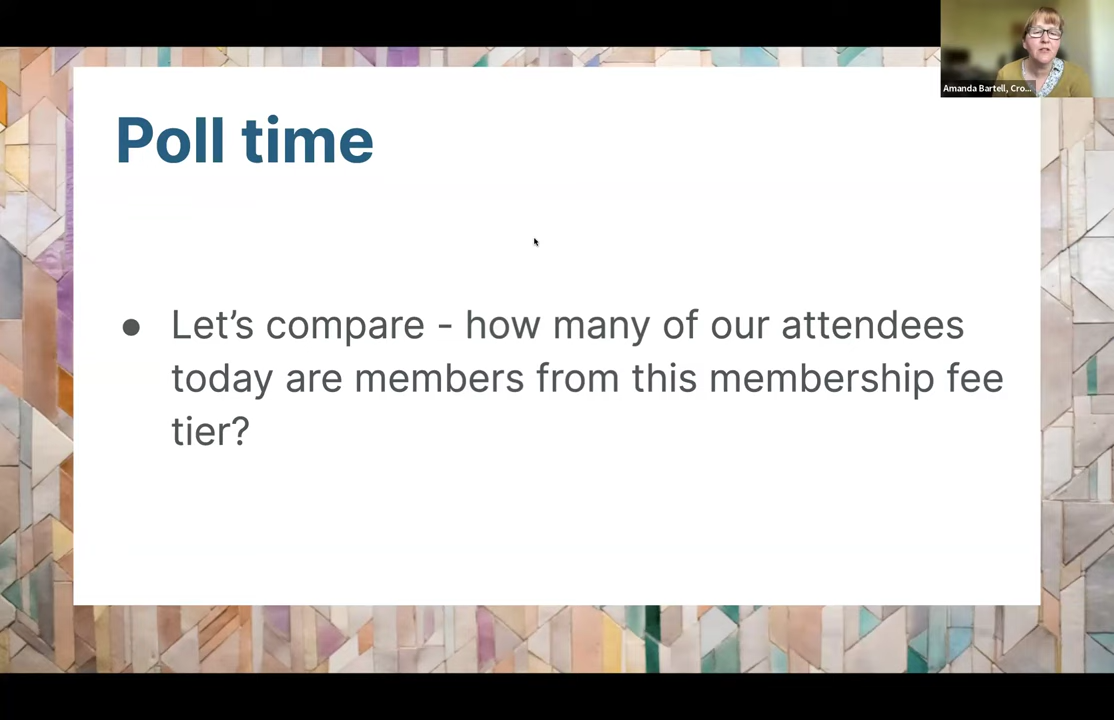 Amanda Bartell, Cro...
Poll time
● Let's compare - how many of our attendees
today are members from this membership fee
tier?